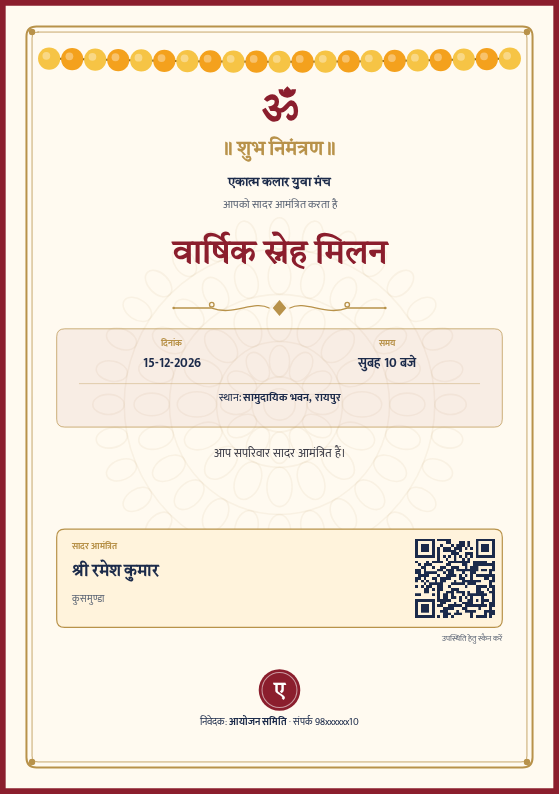 ॐ
॥ शुभ निमंत्रण ॥
एकात्म कलार युवा मंच
आपको सादर आमंत्रित करता है
वार्षिक स्नेह मिलन
दिनांक समय
15-12-2026 सुबह 10 बजे
स्थान: सामुदायिक भवन, रायपुर
आप सपरिवार सादर आमंत्रित हैं।
सादर आमंत्रित
श्री रमेश कुमार
कुसमुण्डा
उपस्थिति हेतु स्कैन करें
ए
निवेदक: आयोजन समिति · संपर्क 98xxxxxx10